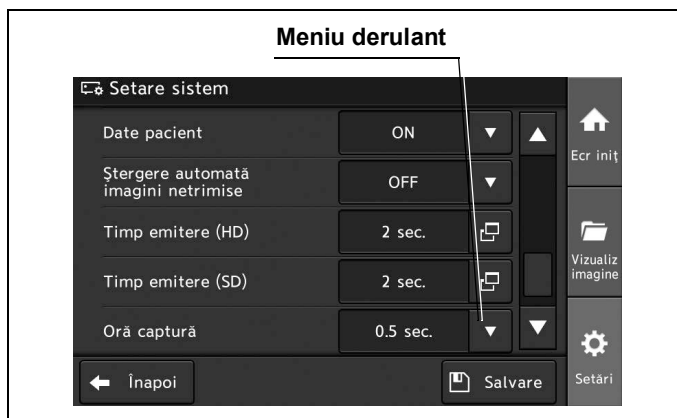 Meniu derulant
Setare sistem
Date pacient ON
Ștergere automată
imagini netrimise OFF
Timp emitere (HD) 2 sec.
Timp emitere (SD) 2 sec.
Oră captură 0.5 sec.
Înapoi
Salvare
Ecr iniț
Vizualiz
imagine
Setări